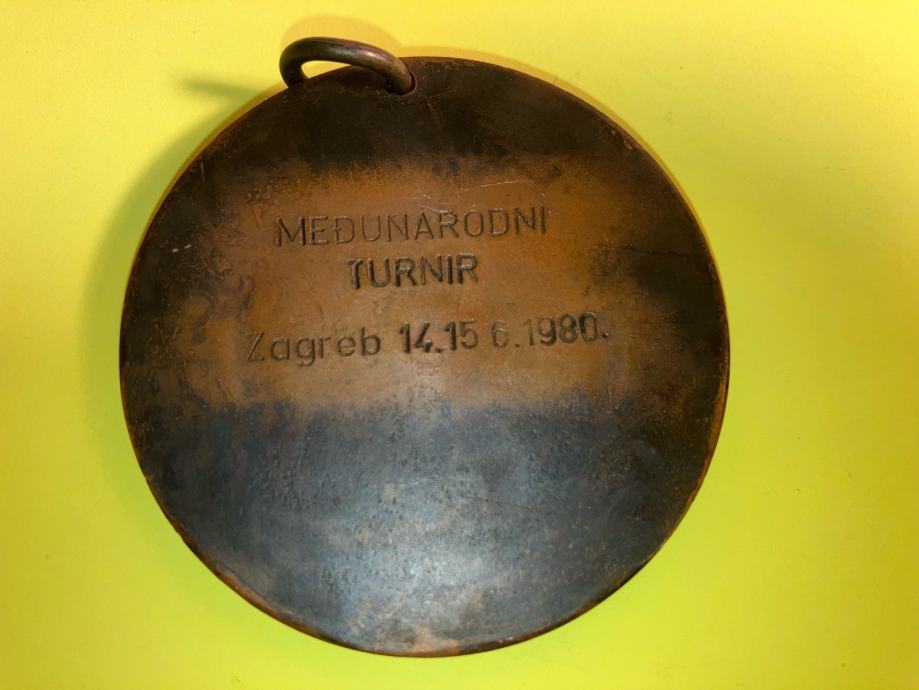 MEĐUNARODNI
TURNIR
Zagreb 14.15 6.1980.